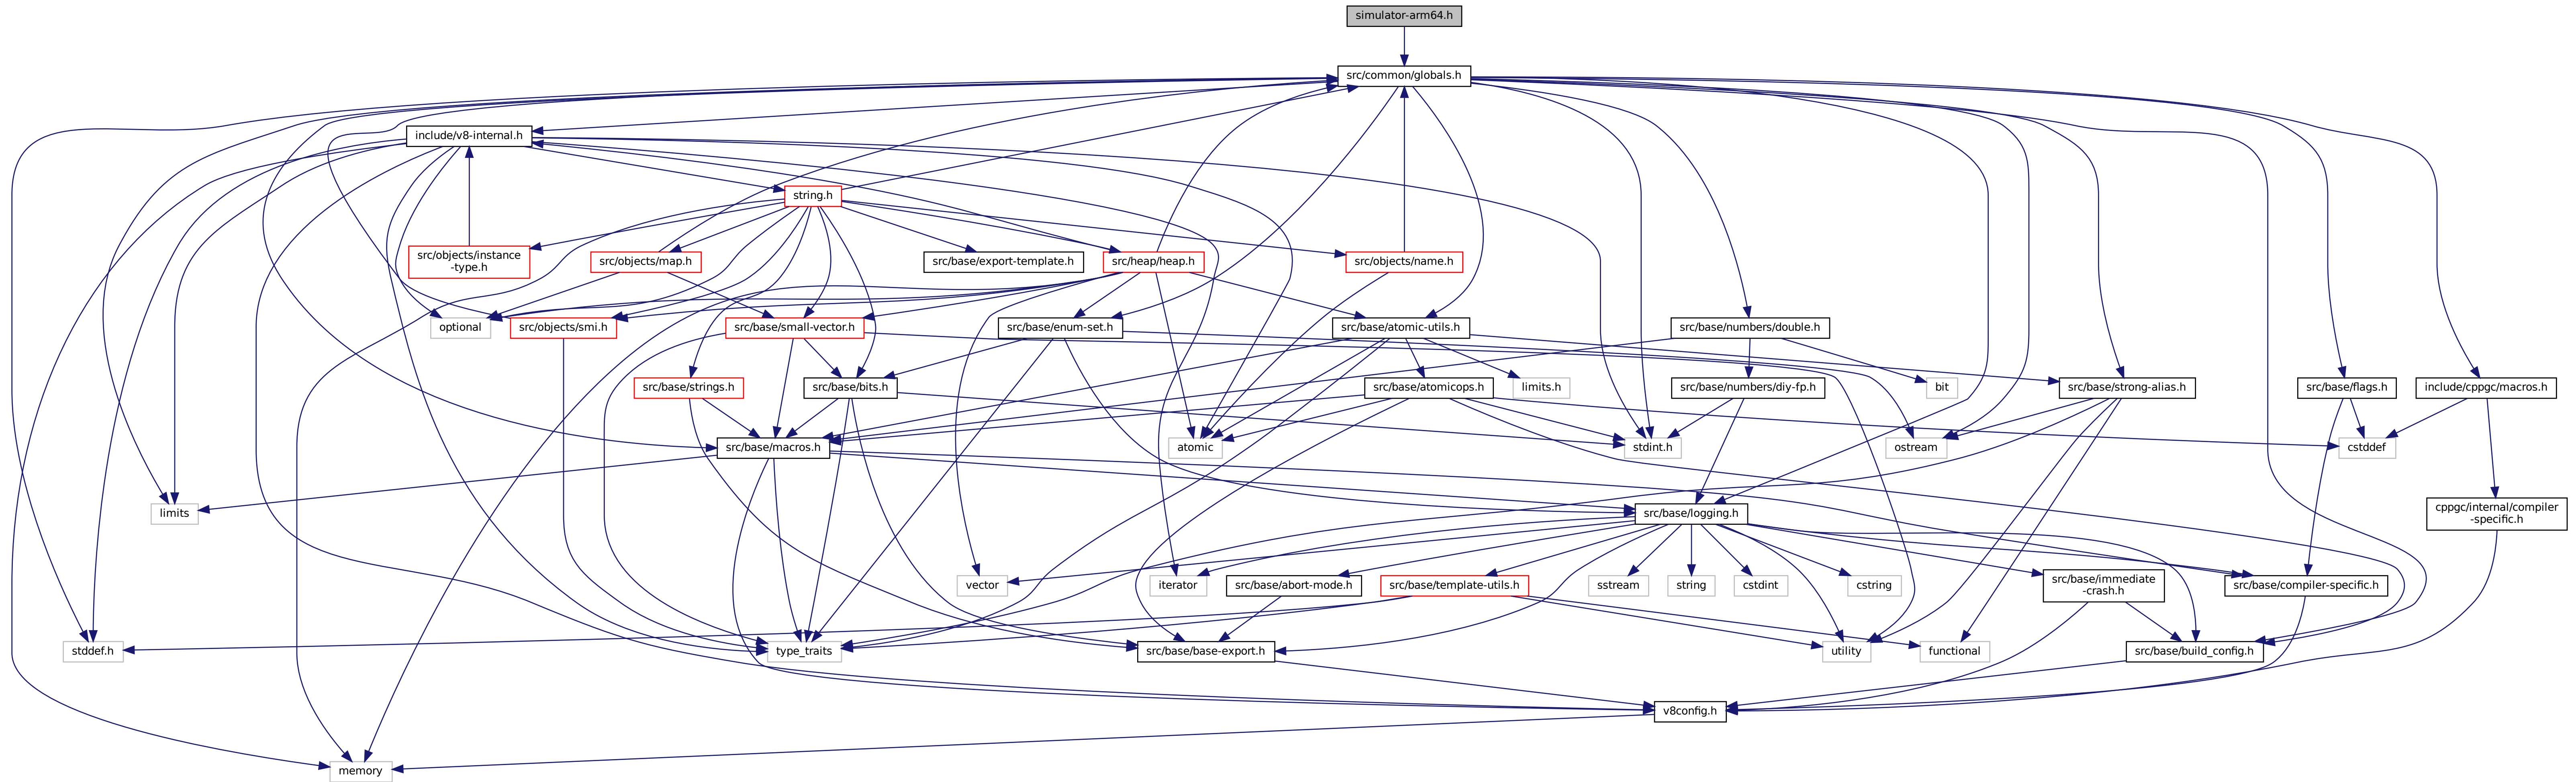 simulator-arm64.h
src/common/globals.h
include/v8-internal.h
string.h
src/objects/instance
-type.h
src/objects/map.h
src/base/export-template.h
src/heap/heap.h
src/objects/name.h
optional
src/objects/smi.h
src/base/small-vector.h
src/base/enum-set.h
src/base/atomic-utils.h
src/base/numbers/double.h
src/base/strings.h
src/base/bits.h
src/base/atomicops.h
limits.h
src/base/numbers/diy-fp.h
bit
src/base/strong-alias.h
src/base/flags.h
include/cppgc/macros.h
src/base/macros.h
atomic
stdint.h
ostream
cstddef
limits
src/base/logging.h
cppgc/internal/compiler
-specific.h
vector
iterator
src/base/abort-mode.h
src/base/template-utils.h
sstream
string
cstdint
cstring
src/base/immediate
-crash.h
src/base/compiler-specific.h
stddef.h
type_traits
src/base/base-export.h
utility
functional
src/base/build_config.h
v8config.h
memory